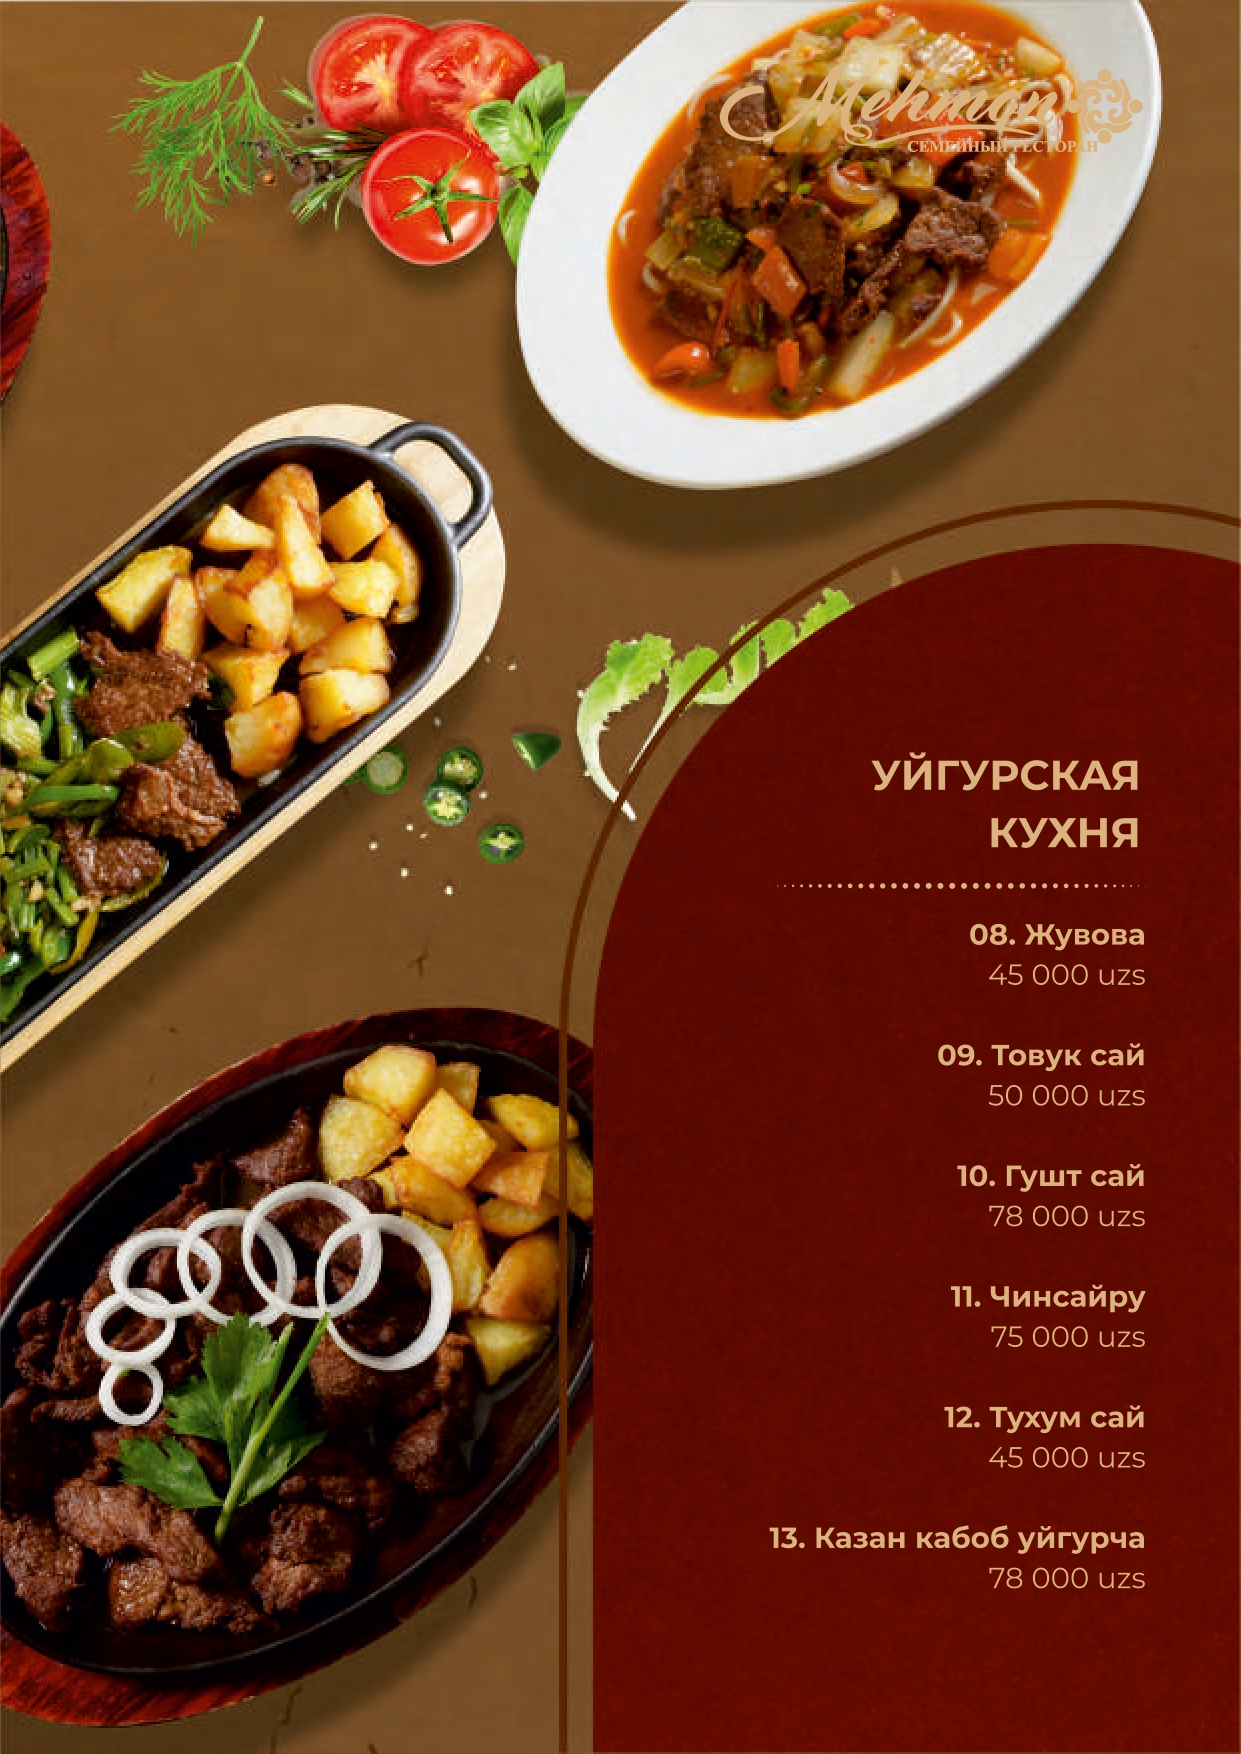 Mehmon
СЕМЕЙНЫЙ РЕСТОРАН
УЙГУРСКАЯ
КУХНЯ
08. Жувова
45 000 uzs
09. Товук сай
50 000 uzs
10. Гушт сай
78 000 uzs
11. Чинсайру
75 000 uzs
12. Тухум сай
45 000 uzs
13. Казан кабоб уйгурча
78 000 uzs